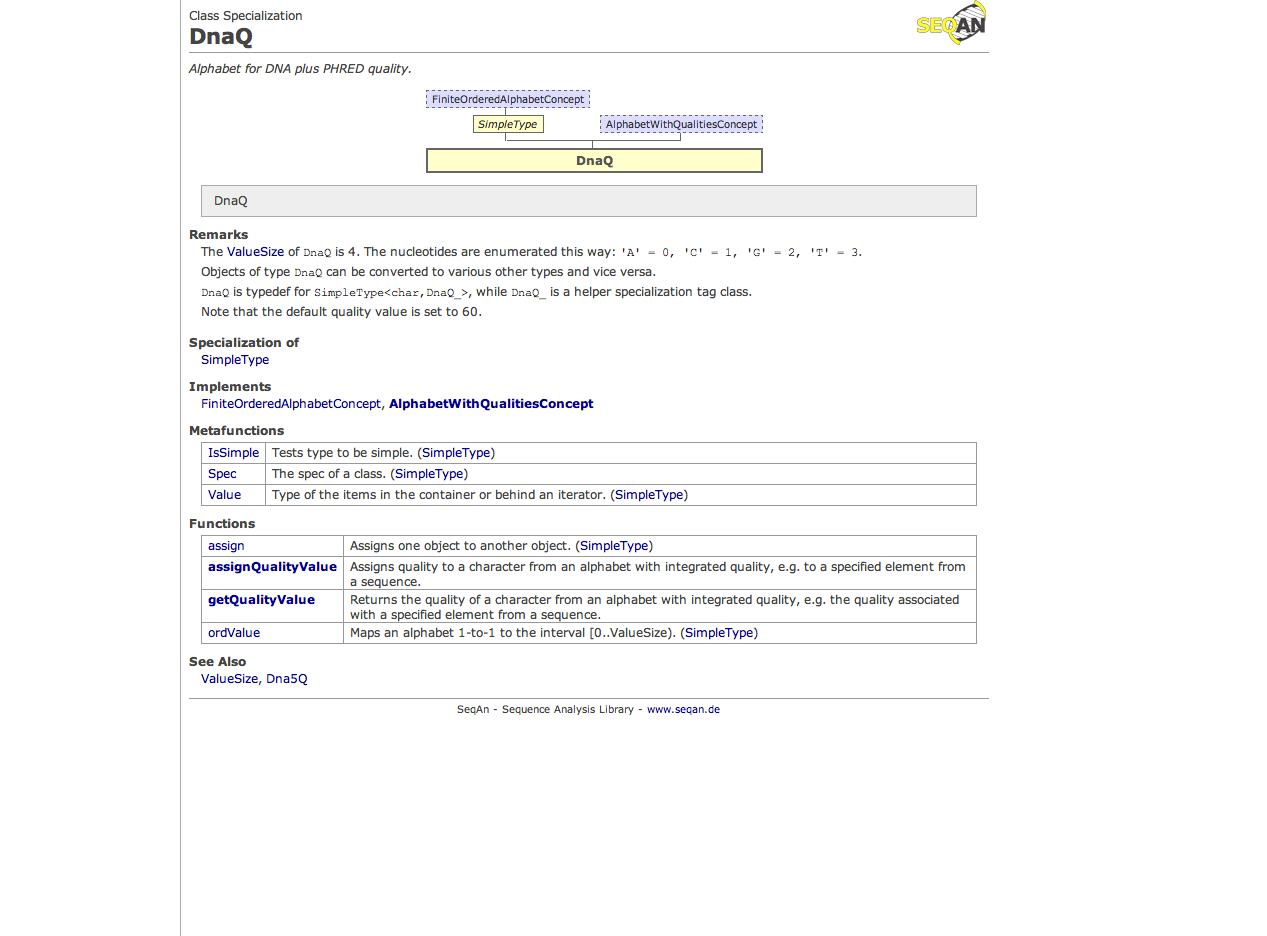 Class Specialization
DnaQ
SEQAN
Alphabet for DNA plus PHRED quality.
FiniteOrderedAlphabetConcept
SimpleType AlphabetWithQualitiesConcept
DnaQ
DnaQ
Remarks
The ValueSize of DnaQ is 4. The nucleotides are enumerated this way: 'A' = 0, 'C' = 1, 'G' = 2, 'T' = 3.
Objects of type DnaQ can be converted to various other types and vice versa.
DnaQ is typedef for SimpleType<char,DnaQ_>, while DnaQ_ is a helper specialization tag class.
Note that the default quality value is set to 60.
Specialization of
SimpleType
Implements
FiniteOrderedAlphabetConcept, AlphabetWithQualitiesConcept
Metafunctions
IsSimple Tests type to be simple. (SimpleType)
Spec The spec of a class. (SimpleType)
Value Type of the items in the container or behind an iterator. (SimpleType)
Functions
assign Assigns one object to another object. (SimpleType)
assignQualityValue Assigns quality to a character from an alphabet with integrated quality, e.g. to a specified element from
a sequence.
getQualityValue Returns the quality of a character from an alphabet with integrated quality, e.g. the quality associated
with a specified element from a sequence.
ordValue Maps an alphabet 1-to-1 to the interval [0..ValueSize). (SimpleType)
See Also
ValueSize, Dna5Q
SeqAn - Sequence Analysis Library - www.seqan.de